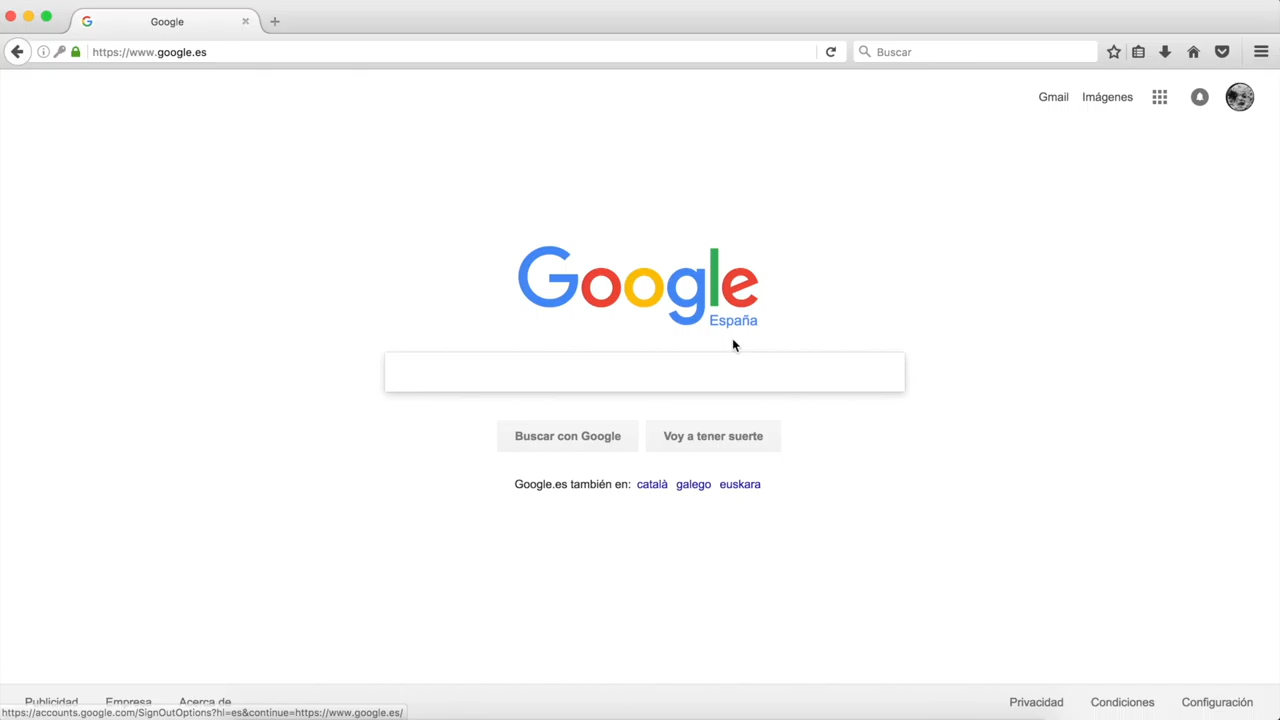 Google
https://www.google.es
Buscar
Gmail Imágenes
Google
España
Buscar con Google Voy a tener suerte
Google.es también en: català galego euskara
Publicidad Empresa Acerca de Privacidad Condiciones Configuración
https://accounts.google.com/SignOutOptions?hl=es&continue=https://www.google.es/